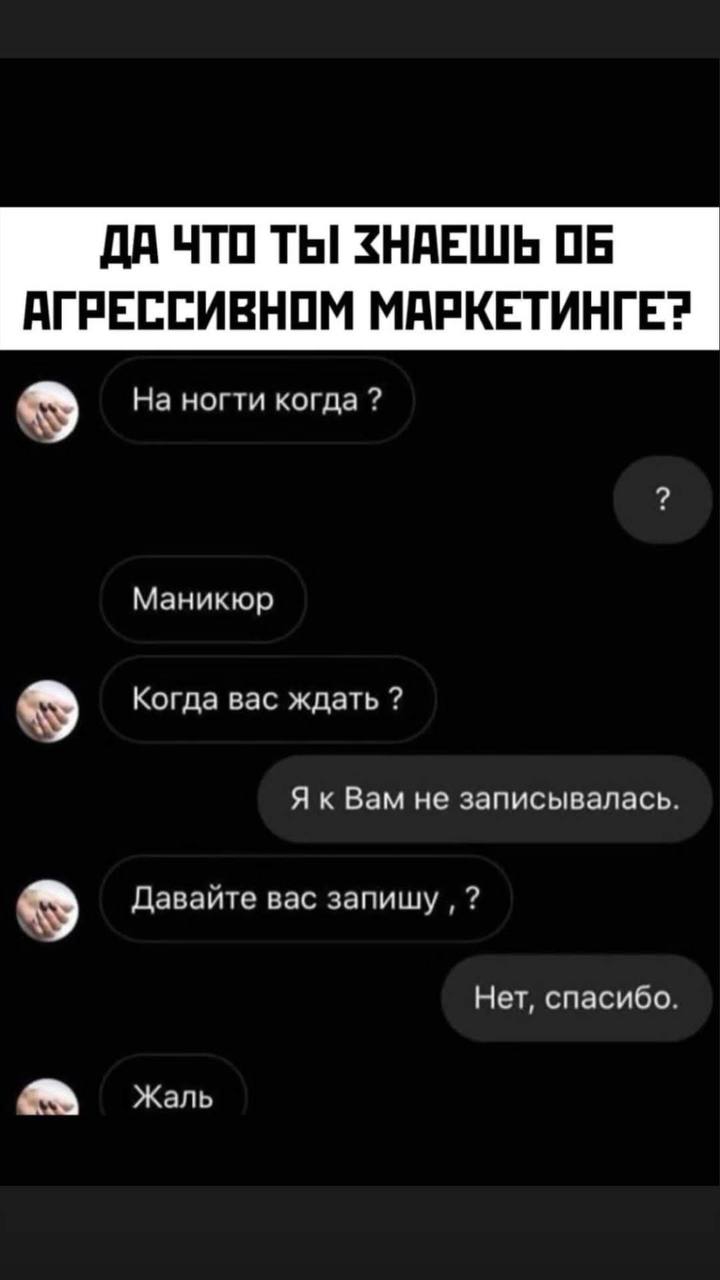 ДА ЧТО ТЫ ЗНАЕШЬ ОБ
АГРЕССИВНОМ МАРКЕТИНГЕ?
На ногти когда ?
?
Маникюр
Когда вас ждать ?
Я к Вам не записывалась.
Давайте вас запишу , ?
Нет, спасибо.
Жаль